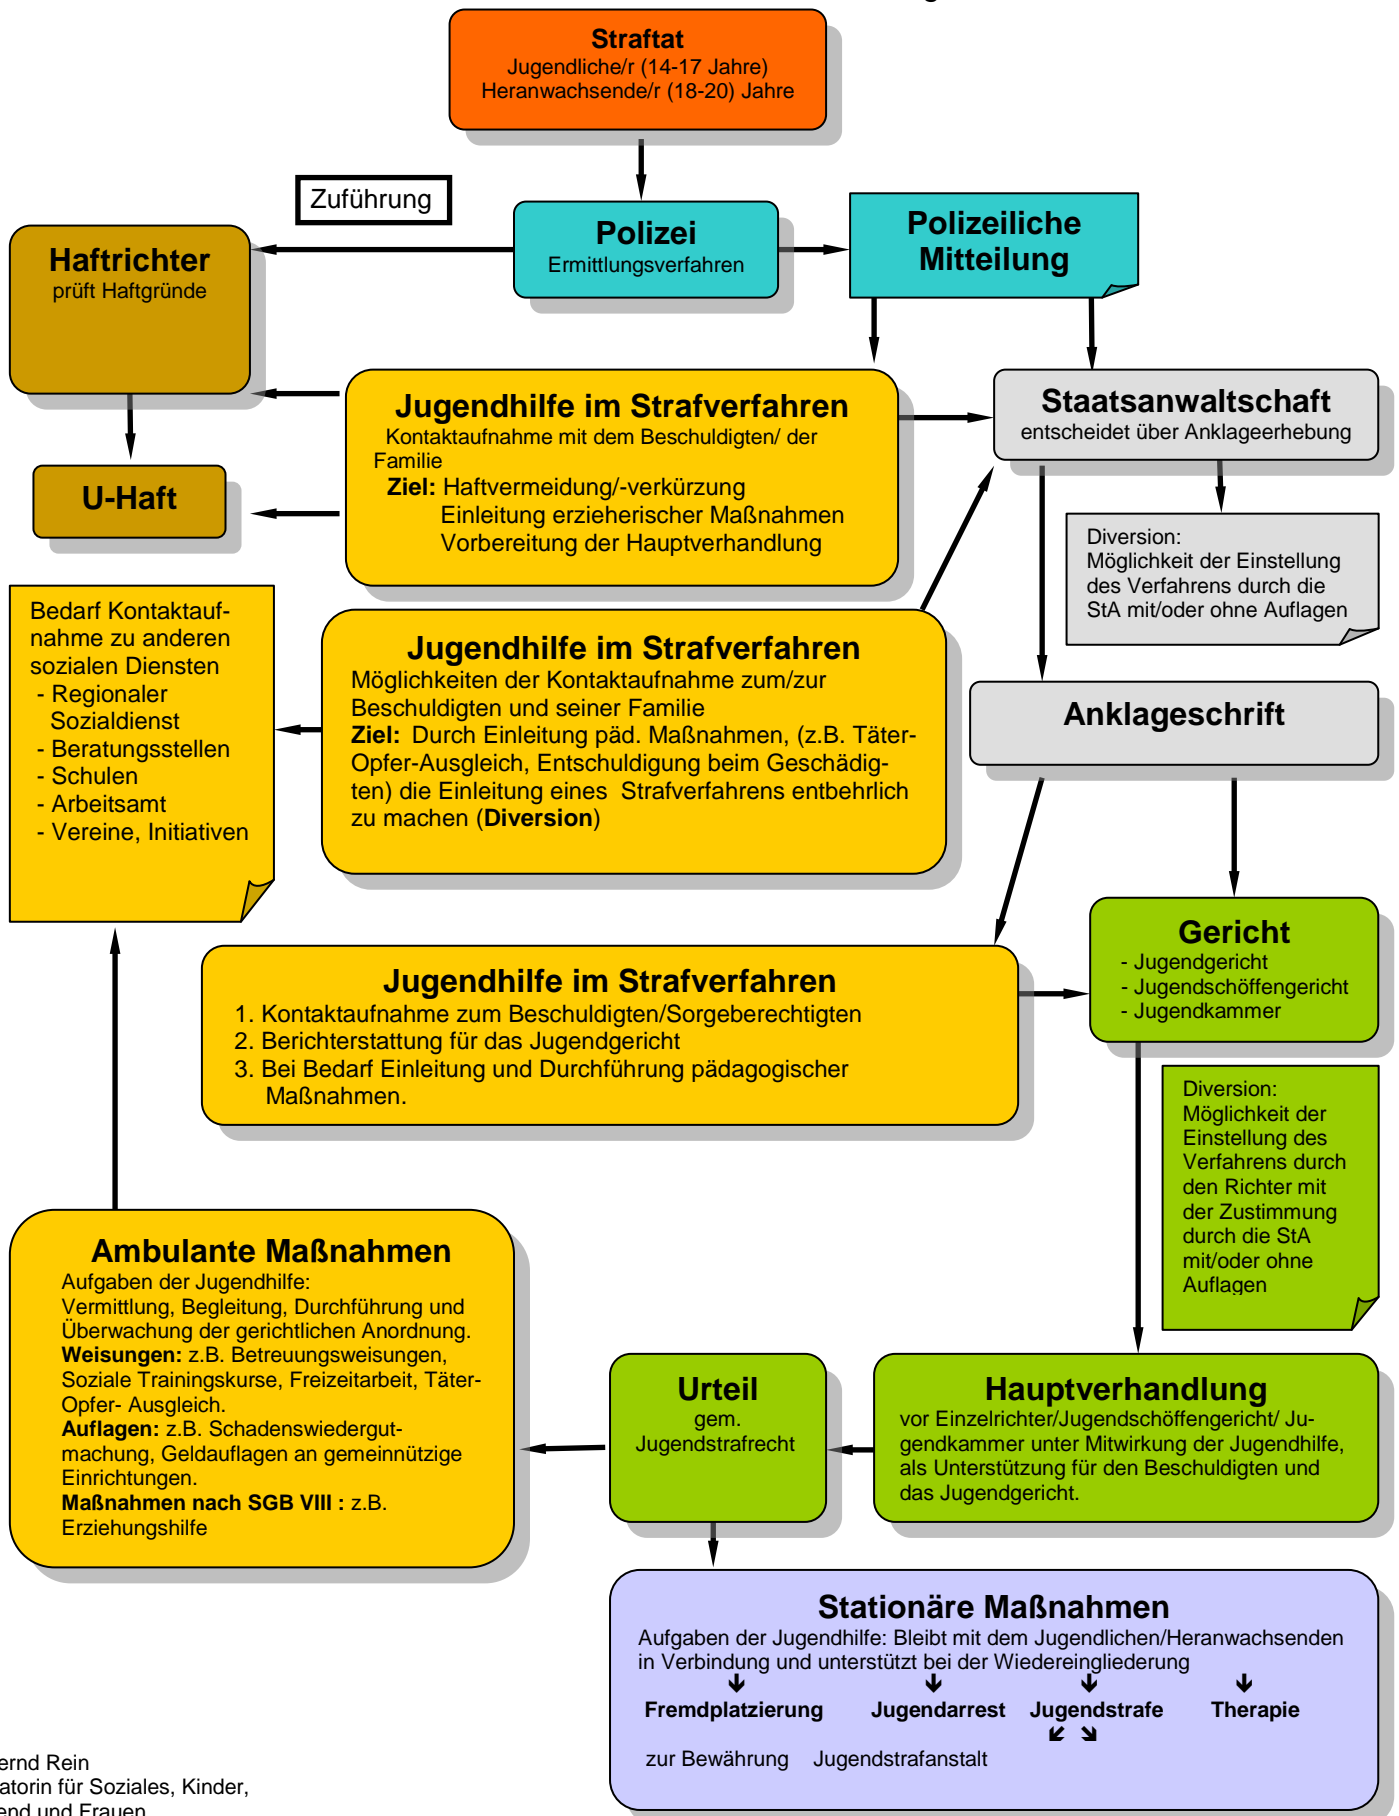 Straftat
Jugendliche/r (14-17 Jahre)
Heranwachsende/r (18-20) Jahre
Zuführung
Polizei
Ermittlungsverfahren
Polizeiliche
Mitteilung
Haftrichter
prüft Haftgründe
Jugendhilfe im Strafverfahren
Kontaktaufnahme mit dem Beschuldigten/ der
Familie
Ziel: Haftvermeidung/-verkürzung
Einleitung erzieherischer Maßnahmen
Vorbereitung der Hauptverhandlung
Staatsanwaltschaft
entscheidet über Anklageerhebung
U-Haft
Diversion:
Möglichkeit der Einstellung
des Verfahrens durch die
StA mit/oder ohne Auflagen
Bedarf Kontaktauf-
nahme zu anderen
sozialen Diensten
- Regionaler
Sozialdienst
- Beratungsstellen
- Schulen
- Arbeitsamt
- Vereine, Initiativen
Jugendhilfe im Strafverfahren
Möglichkeiten der Kontaktaufnahme zum/zur
Beschuldigten und seiner Familie
Ziel: Durch Einleitung päd. Maßnahmen, (z.B. Täter-
Opfer-Ausgleich, Entschuldigung beim Geschädig-
ten) die Einleitung eines Strafverfahrens entbehrlich
zu machen (Diversion)
Anklageschrift
Jugendhilfe im Strafverfahren
1. Kontaktaufnahme zum Beschuldigten/Sorgeberechtigten
2. Berichterstattung für das Jugendgericht
3. Bei Bedarf Einleitung und Durchführung pädagogischer
Maßnahmen.
Gericht
- Jugendgericht
- Jugendschöffengericht
- Jugendkammer
Diversion:
Möglichkeit der
Einstellung des
Verfahrens durch
den Richter mit
der Zustimmung
durch die StA
mit/oder ohne
Auflagen
Ambulante Maßnahmen
Aufgaben der Jugendhilfe:
Vermittlung, Begleitung, Durchführung und
Überwachung der gerichtlichen Anordnung.
Weisungen: z.B. Betreuungsweisungen,
Soziale Trainingskurse, Freizeitarbeit, Täter-
Opfer- Ausgleich.
Auflagen: z.B. Schadenswiedergut-
machung, Geldauflagen an gemeinnützige
Einrichtungen.
Maßnahmen nach SGB VIII : z.B.
Erziehungshilfe
Urteil
gem.
Jugendstrafrecht
Hauptverhandlung
vor Einzelrichter/Jugendschöffengericht/ Ju-
gendkammer unter Mitwirkung der Jugendhilfe,
als Unterstützung für den Beschuldigten und
das Jugendgericht.
Stationäre Maßnahmen
Aufgaben der Jugendhilfe: Bleibt mit dem Jugendlichen/Heranwachsenden
in Verbindung und unterstützt bei der Wiedereingliederung
Fremdplatzierung Jugendarrest Jugendstrafe Therapie
zur Bewährung Jugendstrafanstalt
ernd Rein
atorin für Soziales, Kinder,
end und Frauen